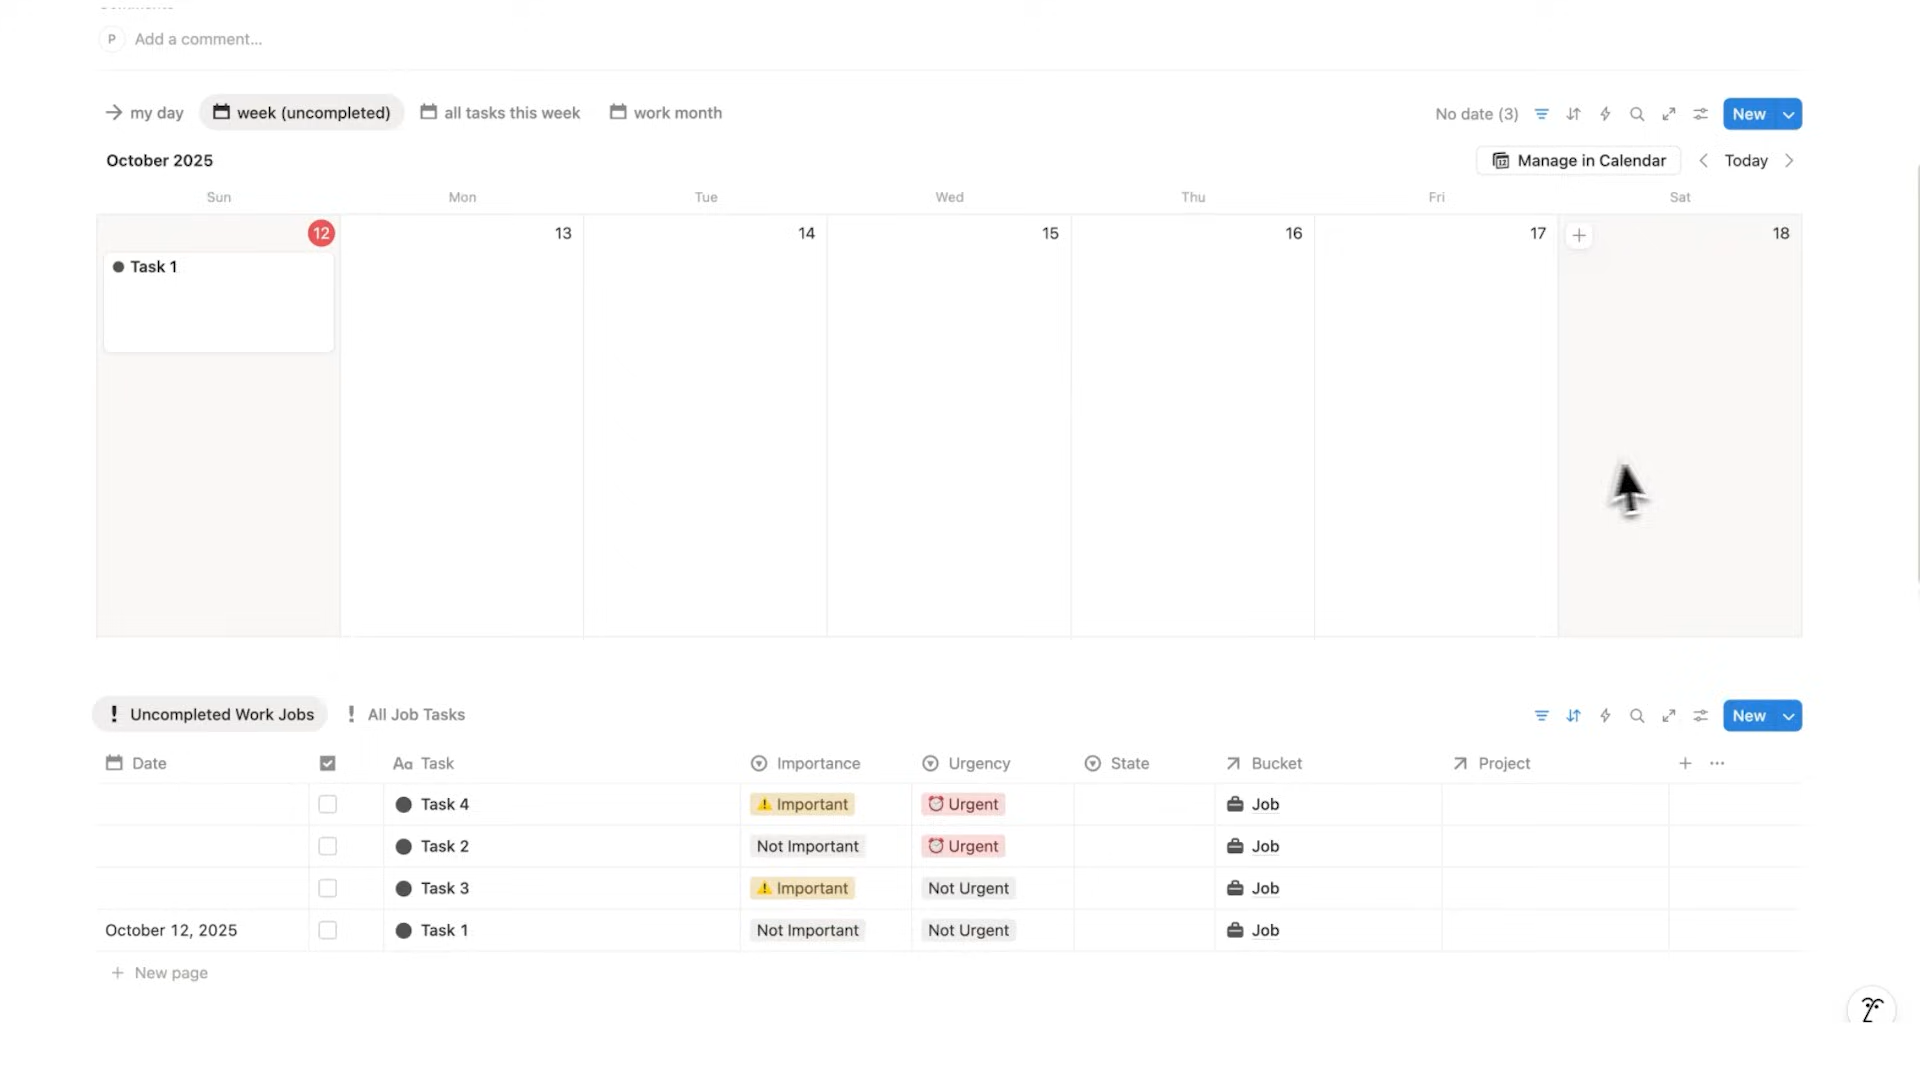 P Add a comment...
my day week (uncompleted) all tasks this week work month No date (3) New
October 2025 Manage in Calendar Today
Sun Mon Tue Wed Thu Fri Sat
12 13 14 15 16 17 18
Task 1
Uncompleted Work Jobs All Job Tasks New
Date Aa Task Importance Urgency State Bucket Project
Task 4 Important Urgent Job
Task 2 Not Important Urgent Job
Task 3 Important Not Urgent Job
October 12, 2025 Task 1 Not Important Not Urgent Job
New page